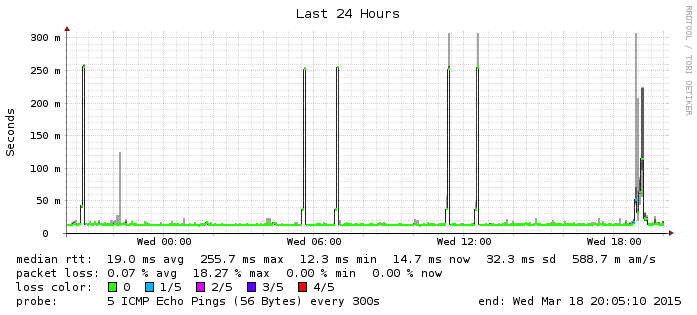 Last 24 Hours
RRDTOOL / TOBI OETIKER
Seconds
300 m
250 m
200 m
150 m
100 m
50 m
0
Wed 00:00 Wed 06:00 Wed 12:00 Wed 18:00
median rtt: 19.0 ms avg 255.7 ms max 12.3 ms min 14.7 ms now 32.3 ms sd 588.7 m am/s
packet loss: 0.07 % avg 18.27 % max 0.00 % min 0.00 % now
loss color: 0 1/5 2/5 3/5 4/5
probe: 5 ICMP Echo Pings (56 Bytes) every 300s end: Wed Mar 18 20:05:10 2015